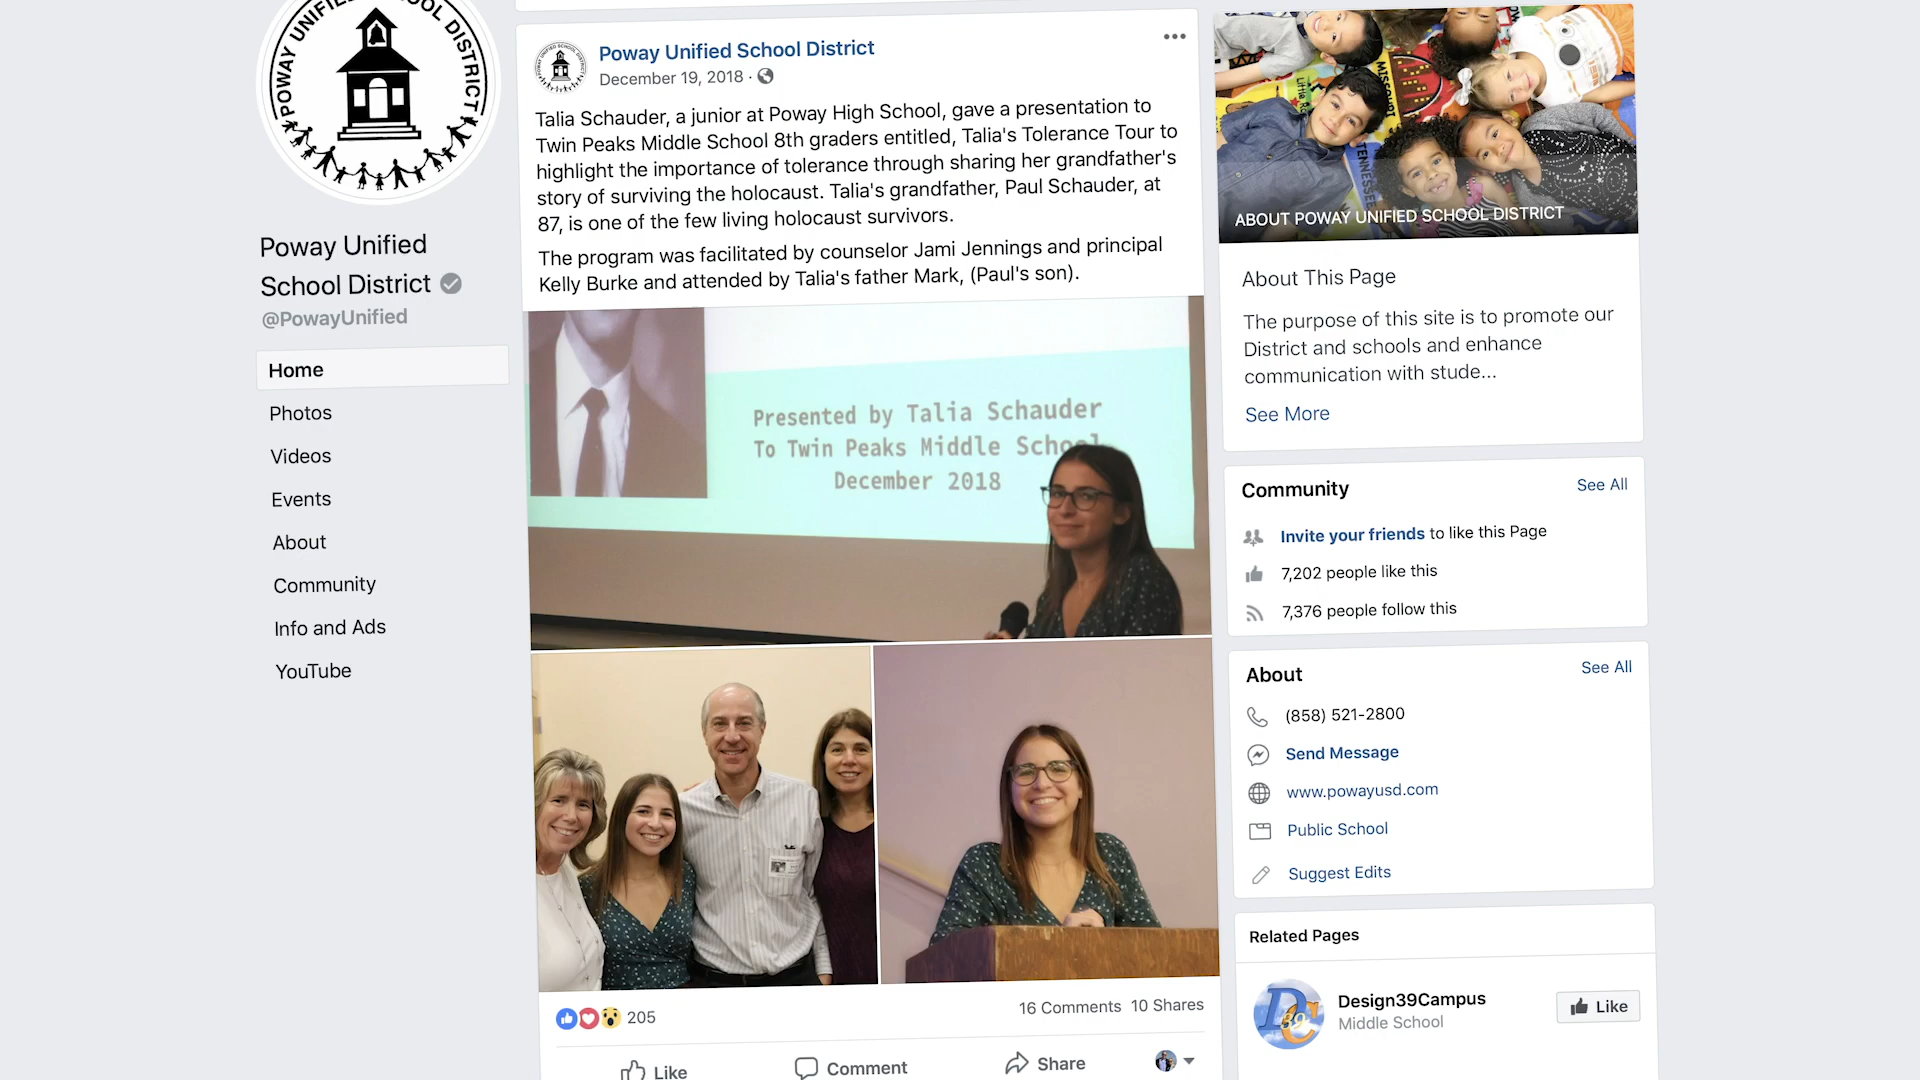 POWAY UNIFIED SCHOOL DISTRICT
Poway Unified
School District
@PowayUnified
Home
Photos
Videos
Events
About
Community
Info and Ads
YouTube
Poway Unified School District
December 19, 2018 ·
Talia Schauder, a junior at Poway High School, gave a presentation to
Twin Peaks Middle School 8th graders entitled, Talia's Tolerance Tour to
highlight the importance of tolerance through sharing her grandfather's
story of surviving the holocaust. Talia's grandfather, Paul Schauder, at
87, is one of the few living holocaust survivors.
The program was facilitated by counselor Jami Jennings and principal
Kelly Burke and attended by Talia's father Mark, (Paul's son).
Presented by Talia Schauder
To Twin Peaks Middle School
December 2018
205
16 Comments 10 Shares
Like
Comment
Share
MISSOURI
Little Ro
TENNESSEE
ABOUT POWAY UNIFIED SCHOOL DISTRICT
About This Page
The purpose of this site is to promote our
District and schools and enhance
communication with stude...
See More
Community
See All
Invite your friends to like this Page
7,202 people like this
7,376 people follow this
About
See All
(858) 521-2800
Send Message
www.powayusd.com
Public School
Suggest Edits
Related Pages
D39C
Design39Campus
Middle School
Like